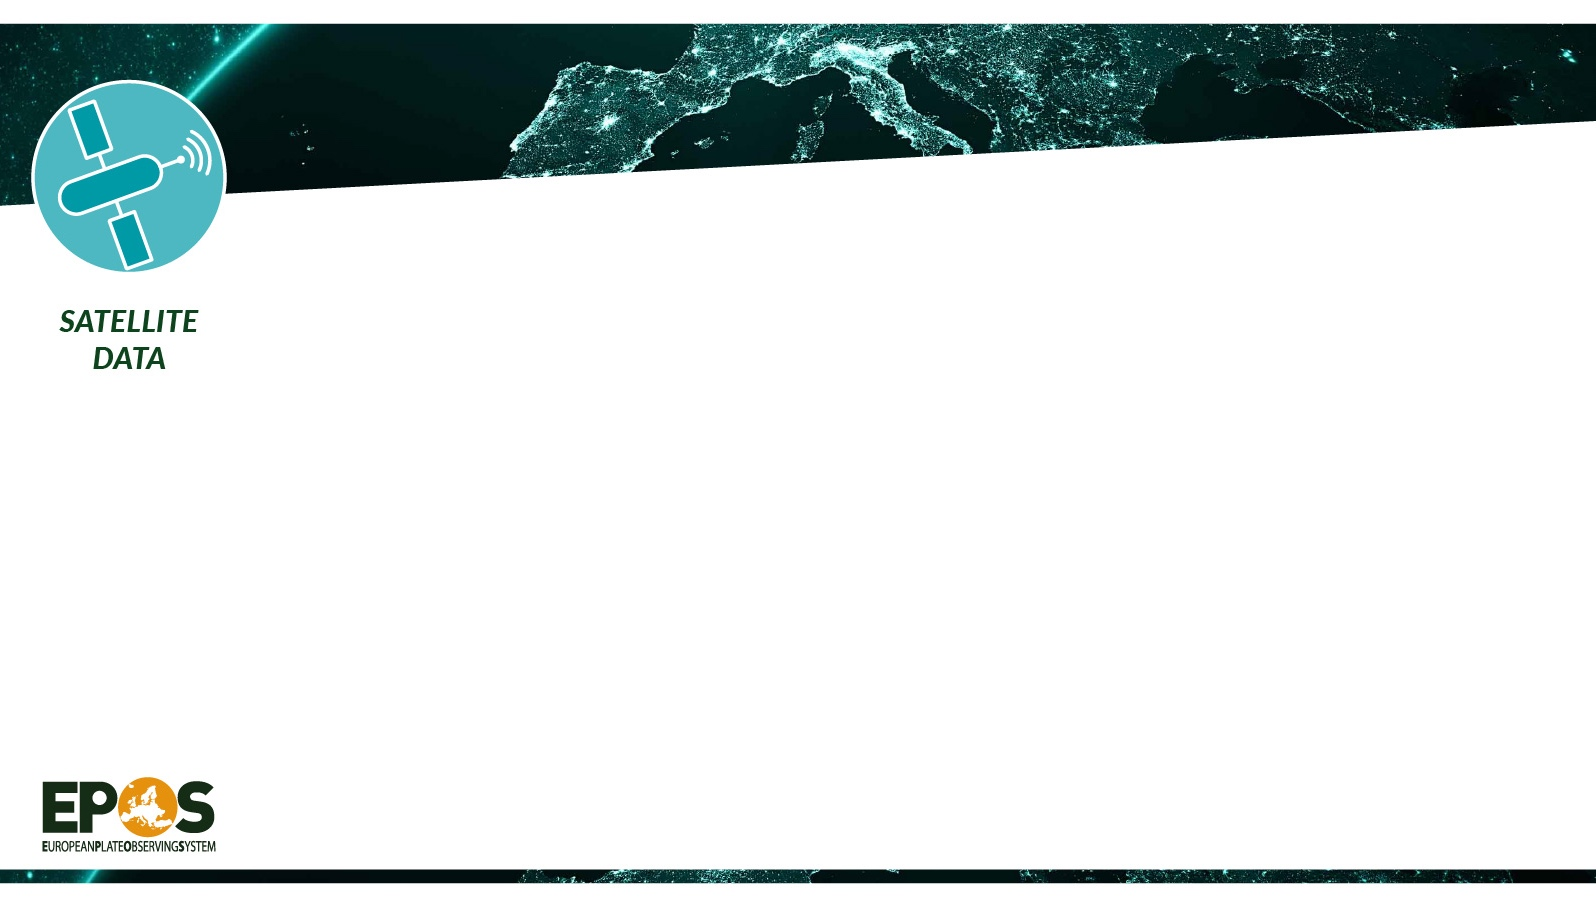 SATELLITE
DATA
EPOS
EUROPEANPLATEOBSERVINGSYSTEM